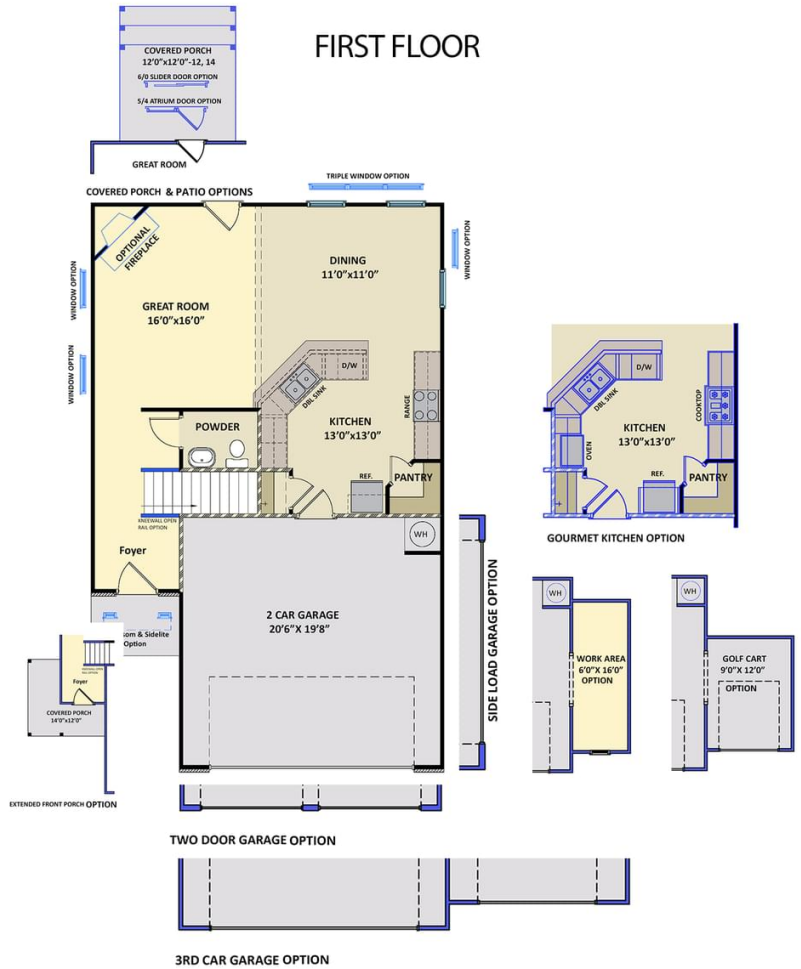 FIRST FLOOR
COVERED PORCH
12'0"x12'0"-12, 14
6/0 SLIDER DOOR OPTION
5/4 ATRIUM DOOR OPTION
GREAT ROOM
COVERED PORCH & PATIO OPTIONS
TRIPLE WINDOW OPTION
OPTIONAL
FIREPLACE
DINING
11'0"x11'0"
WINDOW OPTION
WINDOW OPTION
GREAT ROOM
16'0"x16'0"
WINDOW OPTION
D/W
DBL SINK
RANGE
KITCHEN
13'0"x13'0"
POWDER
REF.
PANTRY
KNEEWALL OPEN
RAIL OPTION
WH
Foyer
D/W
DBL SINK
COOKTOP
KITCHEN
13'0"x13'0"
OVEN
REF.
PANTRY
GOURMET KITCHEN OPTION
2 CAR GARAGE
20'6"X 19'8"
SIDE LOAD GARAGE OPTION
som & Sidelite
Option
KNEEWALL OPEN
RAIL OPTION
Foyer
COVERED PORCH
14'0"x12'0"
EXTENDED FRONT PORCH OPTION
WH
WORK AREA
6'0"X 16'0"
OPTION
WH
GOLF CART
9'0"X 12'0"
OPTION
TWO DOOR GARAGE OPTION
3RD CAR GARAGE OPTION